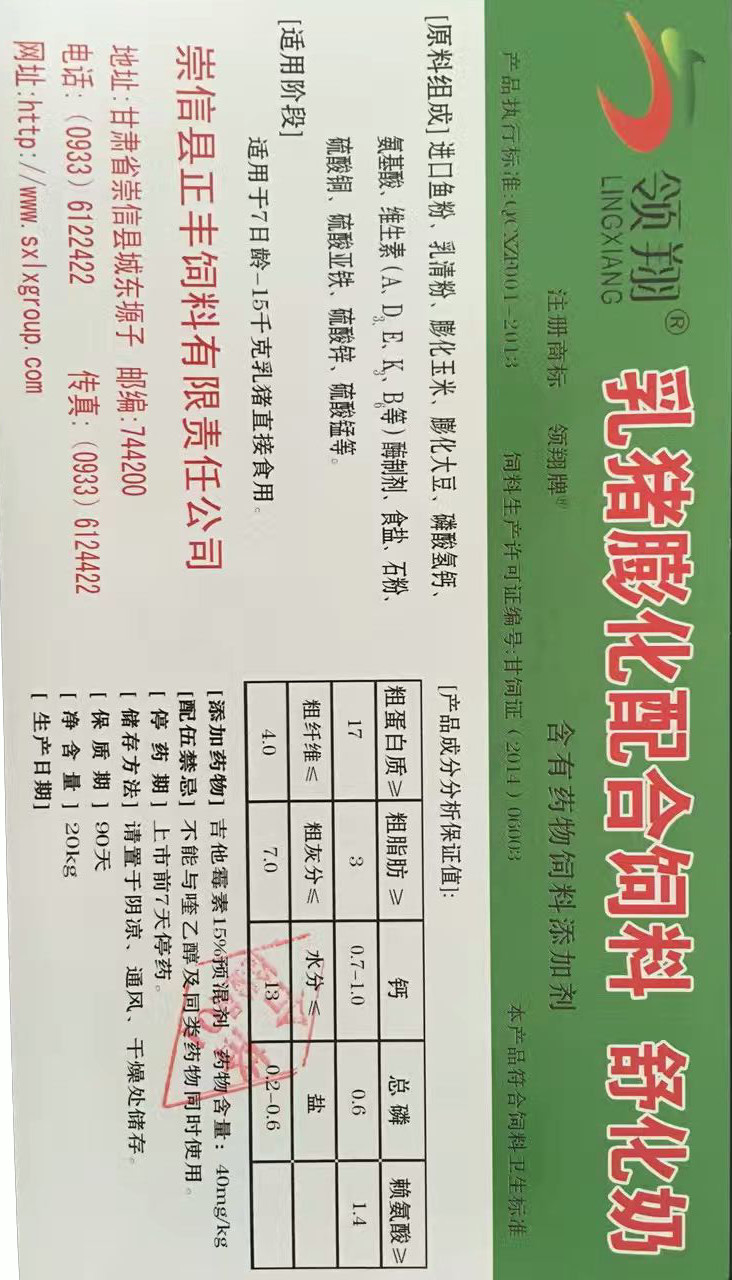 领翔®
LINGXIANG
乳猪膨化配合饲料 舒化奶
注册商标 领翔牌® 含有药物饲料添加剂
产品执行标准:Q/CXZF001-2013 饲料生产许可证编号:甘饲证（2014）06003 本产品符合饲料卫生标准
[原料组成] 进口鱼粉、乳清粉、膨化玉米、膨化大豆、磷酸氢钙、
氨基酸、维生素(A、D₃、E、K₃、B₆等)酶制剂、食盐、石粉、
硫酸铜、硫酸亚铁、硫酸锌、硫酸锰等。
[适用阶段]
适用于7日龄-15千克乳猪直接食用。
崇信县正丰饲料有限责任公司
地址:甘肃省崇信县城东塬子 邮编:744200
电话:(0933)6122422 传真:(0933)6124422
网址:http://www.sxlxgroup.com
[产品成分分析保证值]:
粗蛋白质≥ 粗脂肪≥ 钙 总磷 赖氨酸≥
17 3 0.7-1.0 0.6 1.4
粗纤维≤ 粗灰分≤ 水分≤ 盐
4.0 7.0 13 0.2-0.6
[添加药物] 吉他霉素15%预混剂 药物含量: 40mg/kg
[配伍禁忌] 不能与喹乙醇及同类药物同时使用。
[停药期] 上市前7天停药。
[储存方法] 请置于阴凉、通风、干燥处储存。
[保质期] 90天
[净含量] 20kg
[生产日期]